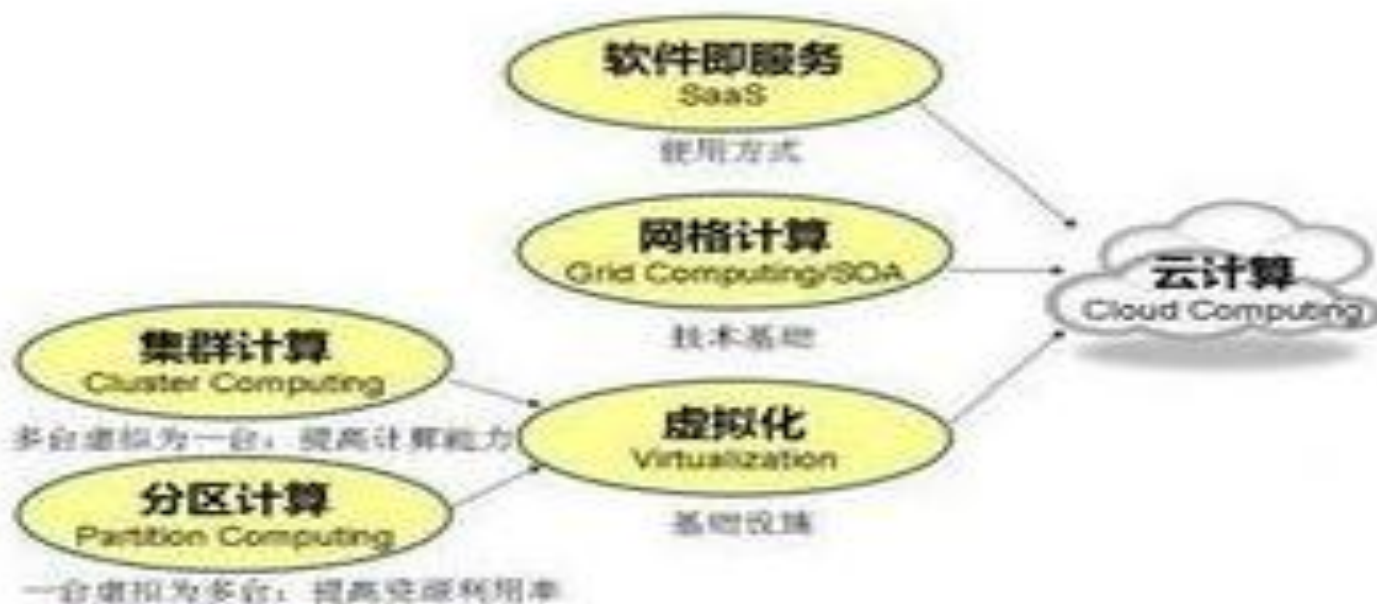 软件即服务
SaaS
使用方式
网格计算
Grid Computing/SOA
技术基础
云计算
Cloud Computing
集群计算
Cluster Computing
多台虚拟为一台，提高计算能力
虚拟化
Virtualization
基础设施
分区计算
Partition Computing
一台虚拟为多台，提高资源利用率